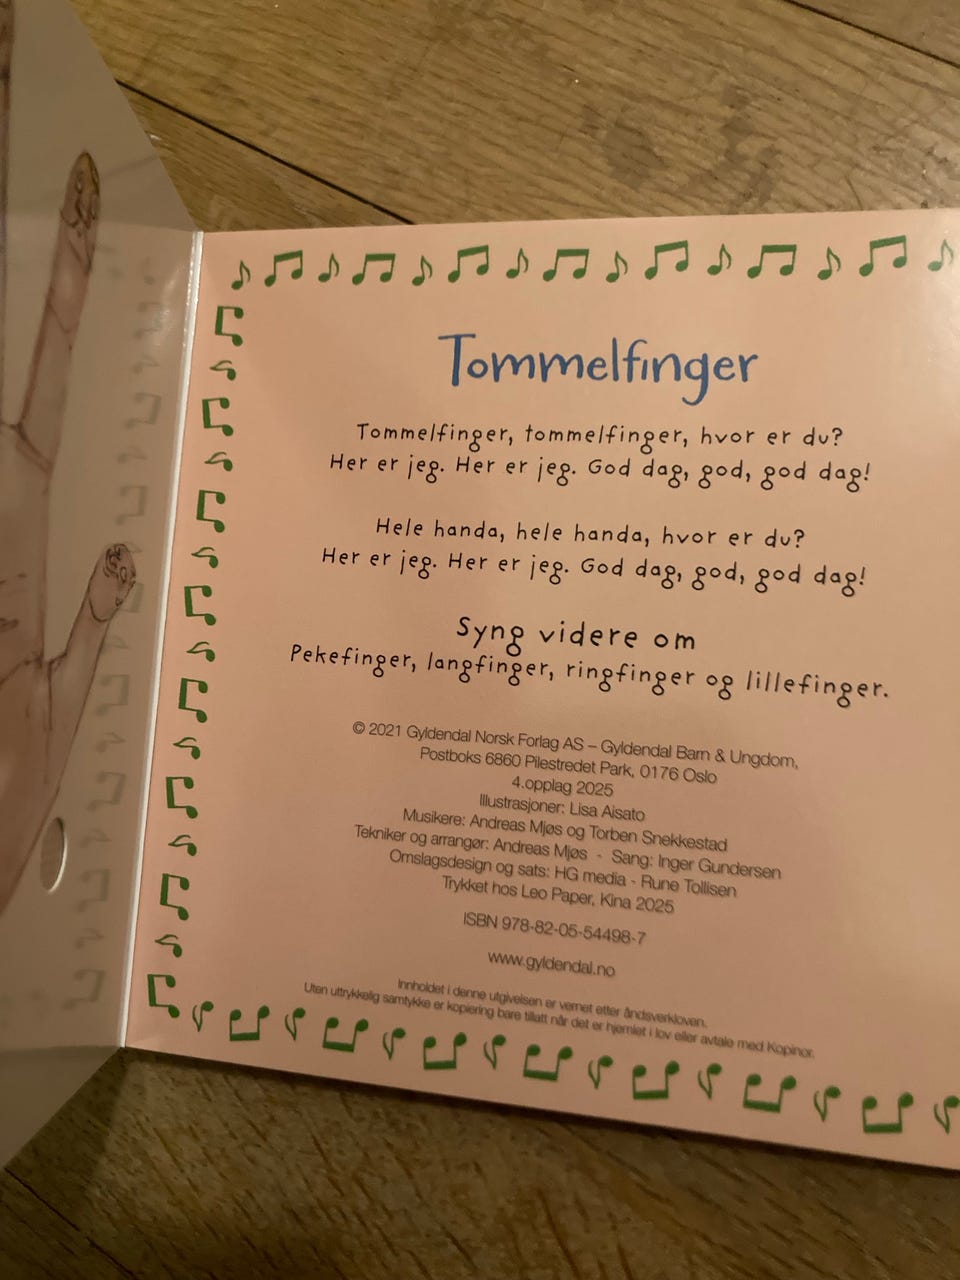 Tommelfinger
Tommelfinger, tommelfinger, hvor er du?
Her er jeg. Her er jeg. God dag, god, god dag!
Hele handa, hele handa, hvor er du?
Her er jeg. Her er jeg. God dag, god, god dag!
Syng videre om
Pekefinger, langfinger, ringfinger og lillefinger.
© 2021 Gyldendal Norsk Forlag AS – Gyldendal Barn & Ungdom,
Postboks 6860 Pilestredet Park, 0176 Oslo
4.opplag 2025
Illustrasjoner: Lisa Aisato
Musikere: Andreas Mjøs og Torben Snekkestad
Tekniker og arrangør: Andreas Mjøs - Sang: Inger Gundersen
Omslagsdesign og sats: HG media - Rune Tollisen
Trykket hos Leo Paper, Kina 2025
ISBN 978-82-05-54498-7
www.gyldendal.no
Innholdet i denne utgivelsen er vernet etter åndsverkloven.
Uten uttrykkelig samtykke er kopiering bare tillatt når det er hjemlet i lov eller avtale med Kopinor.